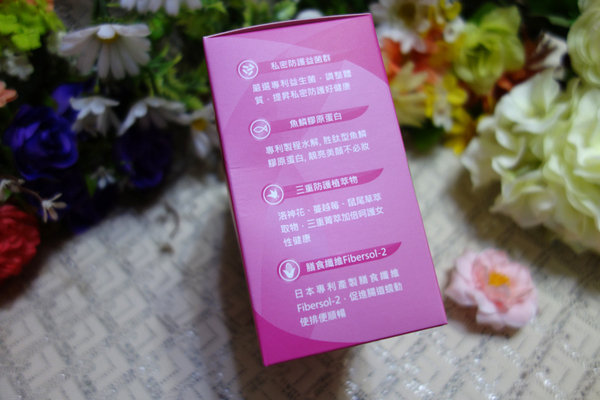 私密防護益菌群
嚴選專利益生菌,調整體
質,提昇私密防護好健康
魚鱗膠原蛋白
專利製程水解,胜肽型魚鱗
膠原蛋白,靚亮美顏不必妝
三重防護植萃物
洛神花、蔓越莓、鼠尾草萃
取物,三重菁萃加倍呵護女
性健康
膳食纖維Fibersol-2
日本專利產製膳食纖維
Fibersol-2,促進腸道蠕動
使排便順暢